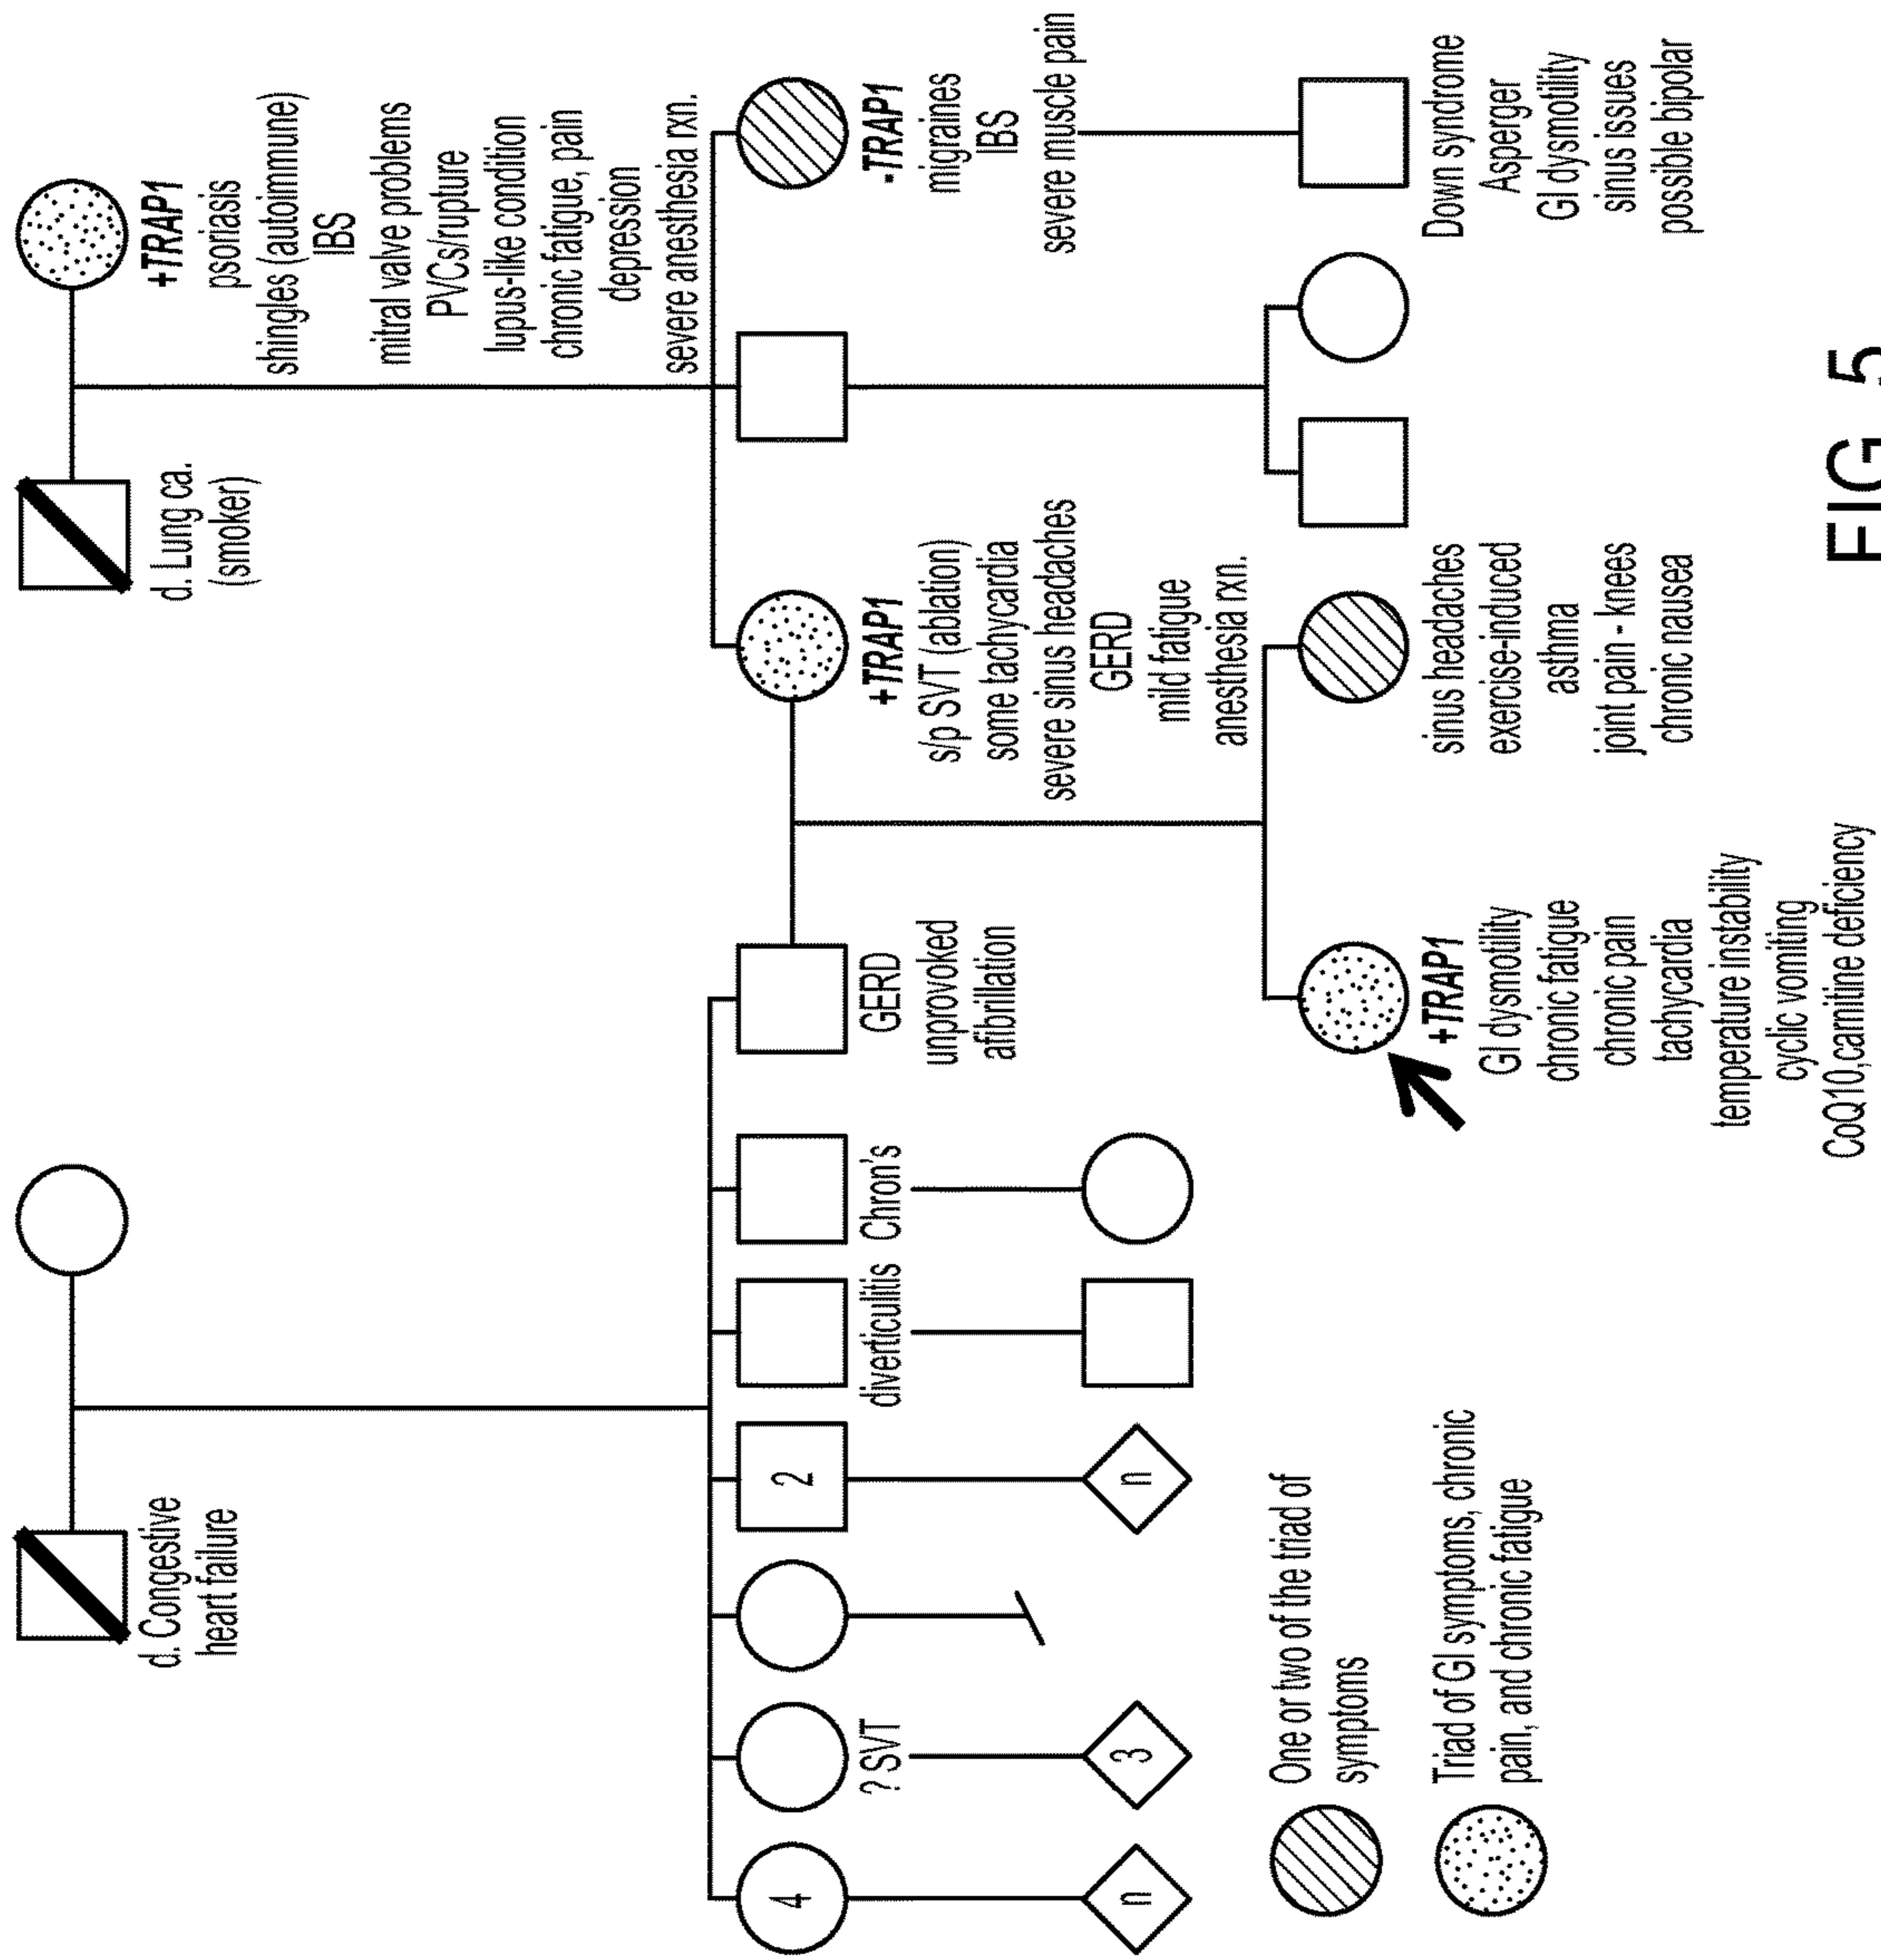 d. Congestive
heart failure
d. Lung ca.
(smoker)
+TRAP1
psoriasis
shingles (autoimmune)
IBS
mitral valve problems
PVCs/rupture
lupus-like condition
chronic fatigue, pain
depression
severe anesthesia rxn.
4
? SVT
2
diverticulitis
Chron's
GERD
unprovoked
afibrillation
+TRAP1
s/p SVT (ablation)
some tachycardia
severe sinus headaches
GERD
mild fatigue
anesthesia rxn.
-TRAP1
migraines
IBS
severe muscle pain
n
3
n
+TRAP1
GI dysmotility
chronic fatigue
chronic pain
tachycardia
temperature instability
cyclic vomiting
CoQ10,carnitine deficiency
sinus headaches
exercise-induced
asthma
joint pain - knees
chronic nausea
Down syndrome
Asperger
GI dysmotility
sinus issues
possible bipolar
One or two of the triad of
symptoms
Triad of GI symptoms, chronic
pain, and chronic fatigue
FIG. 5